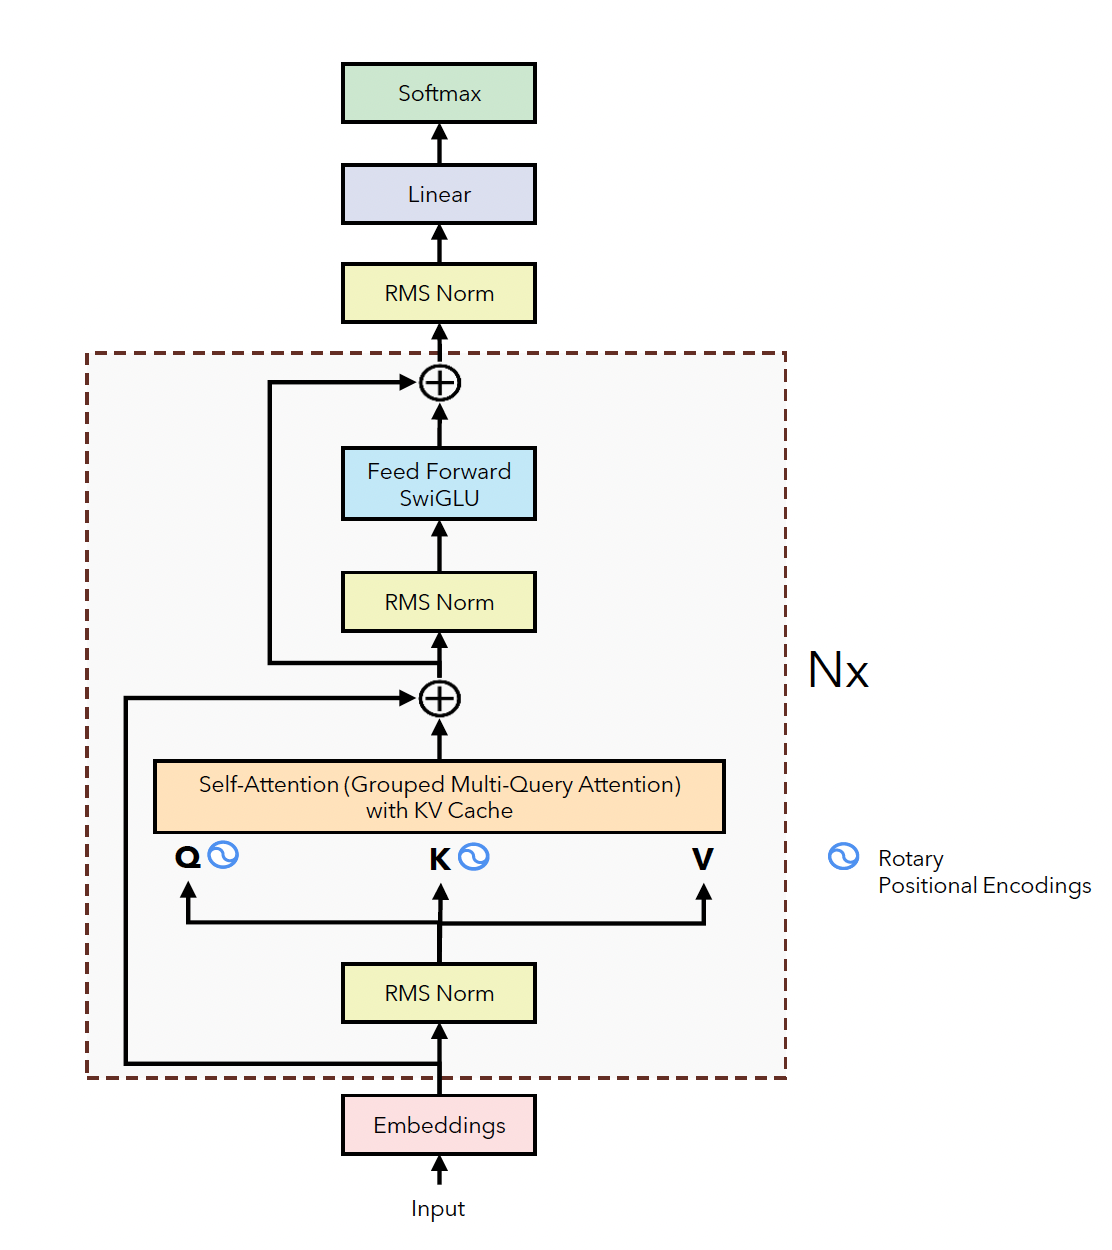 Softmax
Linear
RMS Norm
Feed Forward
SwiGLU
RMS Norm
Nx
Self-Attention (Grouped Multi-Query Attention)
with KV Cache
Q K V
Rotary
Positional Encodings
RMS Norm
Embeddings
Input